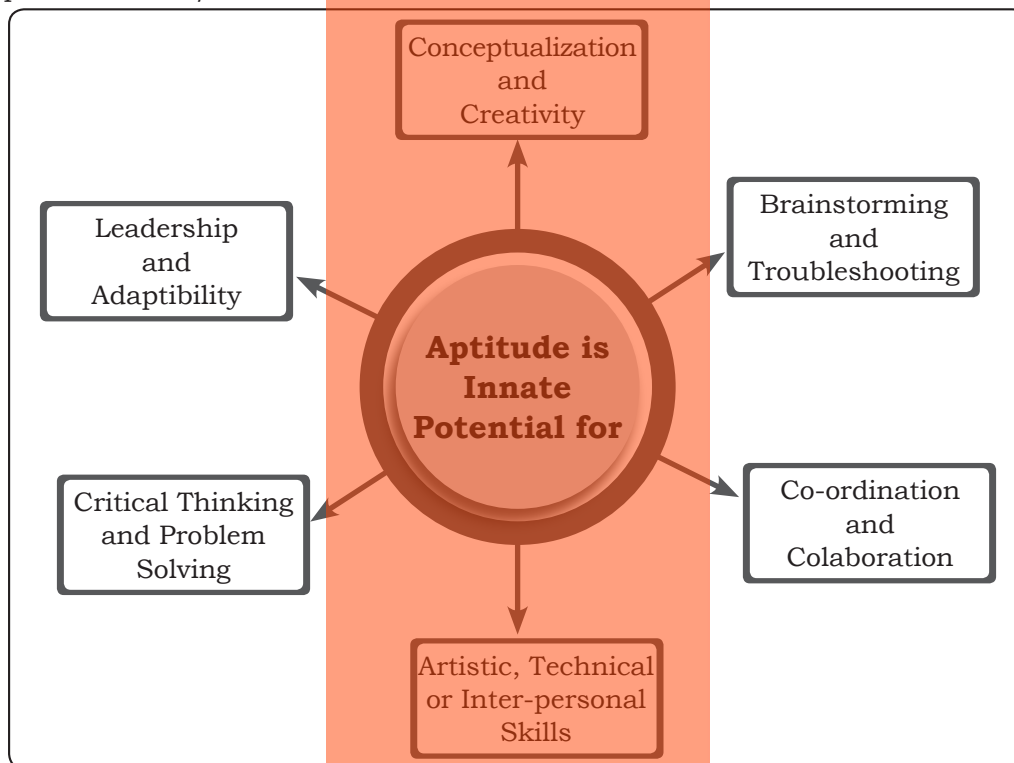 Conceptualization
and
Creativity
Brainstorming
and
Troubleshooting
Leadership
and
Adaptibility
Aptitude is
Innate
Potential for
Critical Thinking
and Problem
Solving
Co-ordination
and
Colaboration
Artistic, Technical
or Inter-personal
Skills